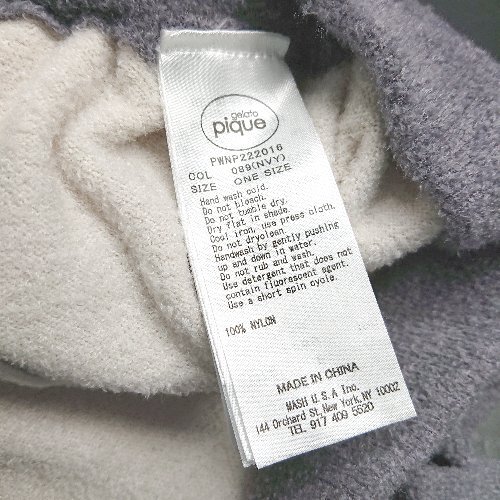 gelato
pique
PWNP222016
COL 089(NVY)
SIZE ONE SIZE
Hand wash cold.
Do not bleach.
Do not tumble dry.
Dry flat in shade.
Cool iron, use press cloth.
Do not dryclean.
Handwash by gently pushing
up and down in water.
Do not rub and wash.
Use detergent that does not
contain fluorescent agent.
Use a short spin cycle.
100% NYLON
MADE IN CHINA
MASH U.S.A Inc.
144 Orchard St,New York,NY 10002
TEL 917 409 5520